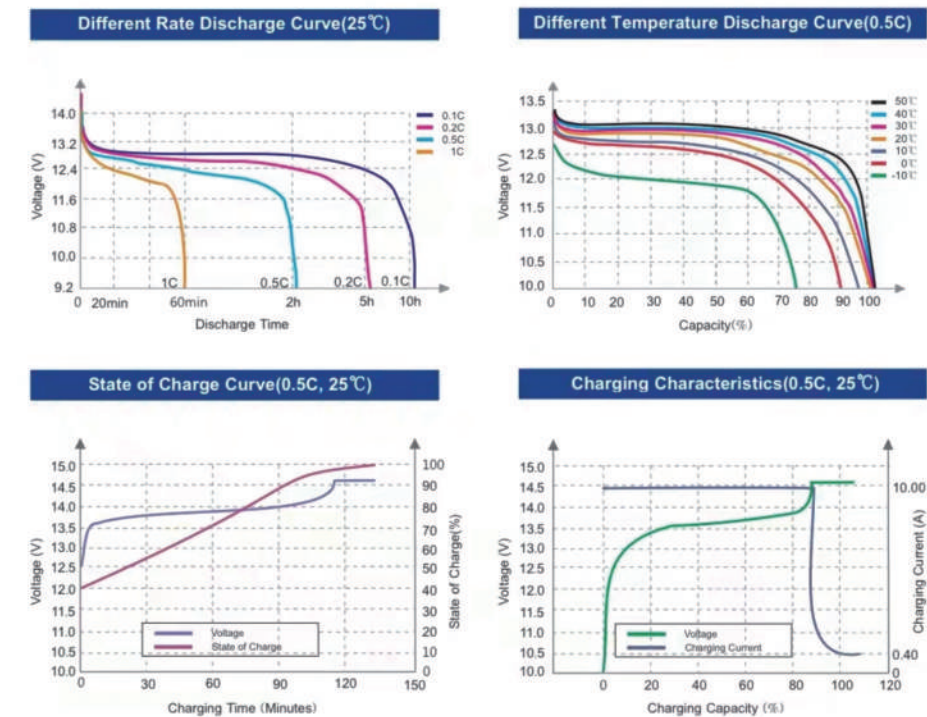 Different Rate Discharge Curve(25℃)
14.0
13.2
12.4
11.6
10.8
10.0
9.2
Voltage (V)
0.1C
0.2C
0.5C
1C
1C
0.5C
0.2C
0.1C
0
20min
60min
2h
5h
10h
Discharge Time
Different Temperature Discharge Curve(0.5C)
13.5
13.0
12.5
12.0
11.5
11.0
10.5
10.0
Voltage (V)
50℃
40℃
30℃
20℃
10℃
0℃
-10℃
0 10 20 30 40 50 60 70 80 90 100
Capacity(%)
State of Charge Curve(0.5C, 25℃)
15.0
14.5
14.0
13.5
13.0
12.5
12.0
11.5
11.0
10.5
10.0
Voltage (V)
100
90
80
70
60
50
40
30
20
10
0
State of Charge(%)
Voltage
State of Charge
0 30 60 90 120 150
Charging Time (Minutes)
Charging Characteristics(0.5C, 25℃)
15.0
14.5
14.0
13.5
13.0
12.5
12.0
11.5
11.0
10.5
10.0
Voltage (V)
10.00
0.40
0
Charging Current (A)
Voltage
Charging Current
0 20 40 60 80 100 120
Charging Capacity (%)